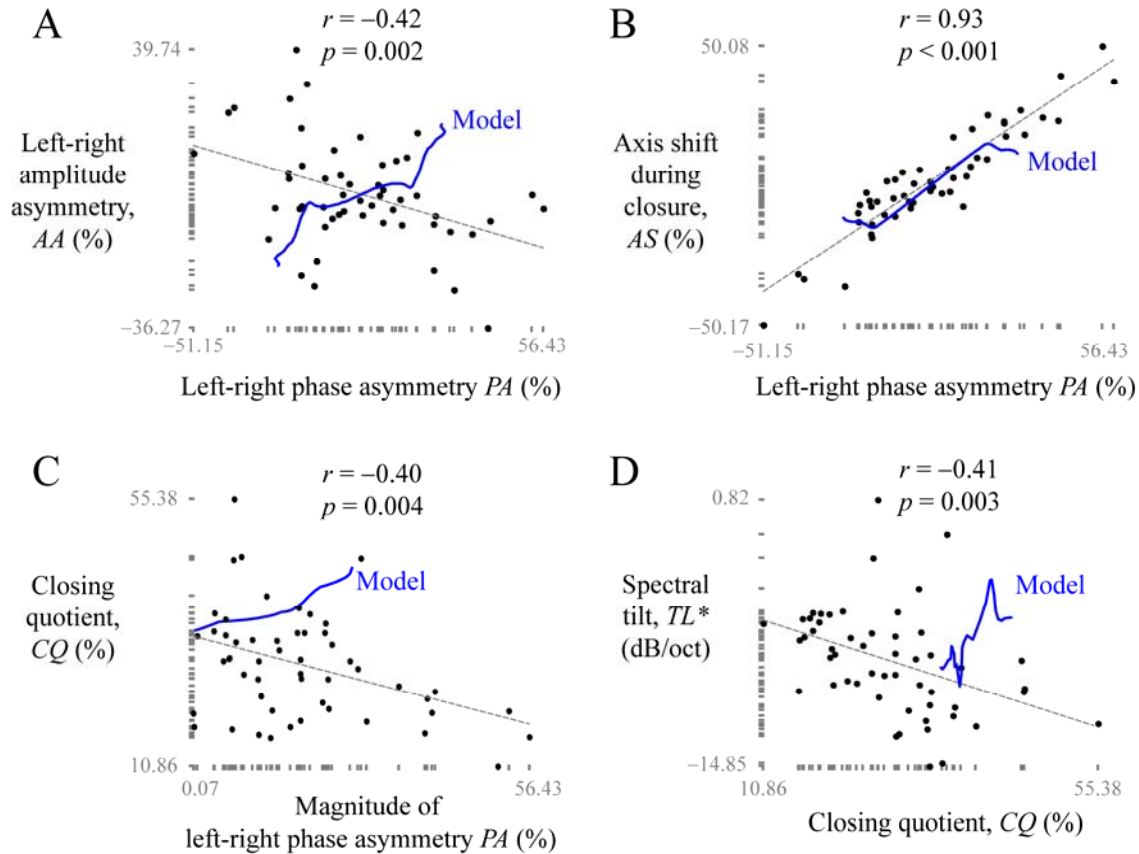 A
r = −0.42
p = 0.002
39.74
Left-right
amplitude
asymmetry,
AA (%)
Model
−36.27
−51.15
56.43
Left-right phase asymmetry PA (%)
B
r = 0.93
p < 0.001
50.08
Axis shift
during
closure,
AS (%)
Model
−50.17
−51.15
56.43
Left-right phase asymmetry PA (%)
C
r = −0.40
p = 0.004
55.38
Closing
quotient,
CQ (%)
Model
10.86
0.07
56.43
Magnitude of
left-right phase asymmetry PA (%)
D
r = −0.41
p = 0.003
0.82
Spectral
tilt, TL*
(dB/oct)
Model
−14.85
10.86
55.38
Closing quotient, CQ (%)